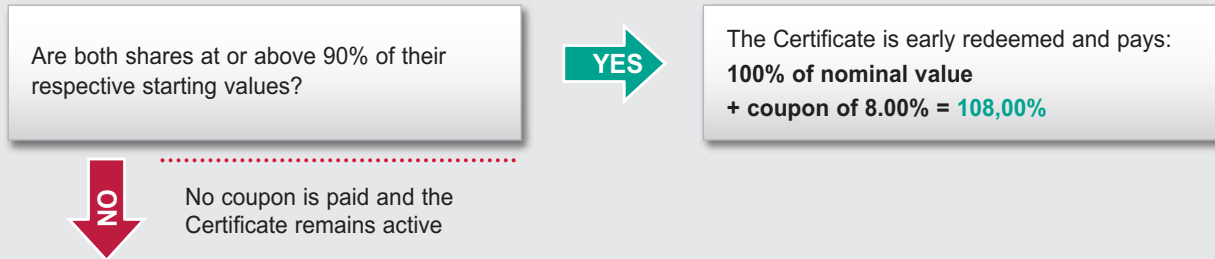 Are both shares at or above 90% of their
respective starting values?
YES
The Certificate is early redeemed and pays:
100% of nominal value
+ coupon of 8.00% = 108,00%
NO
No coupon is paid and the
Certificate remains active